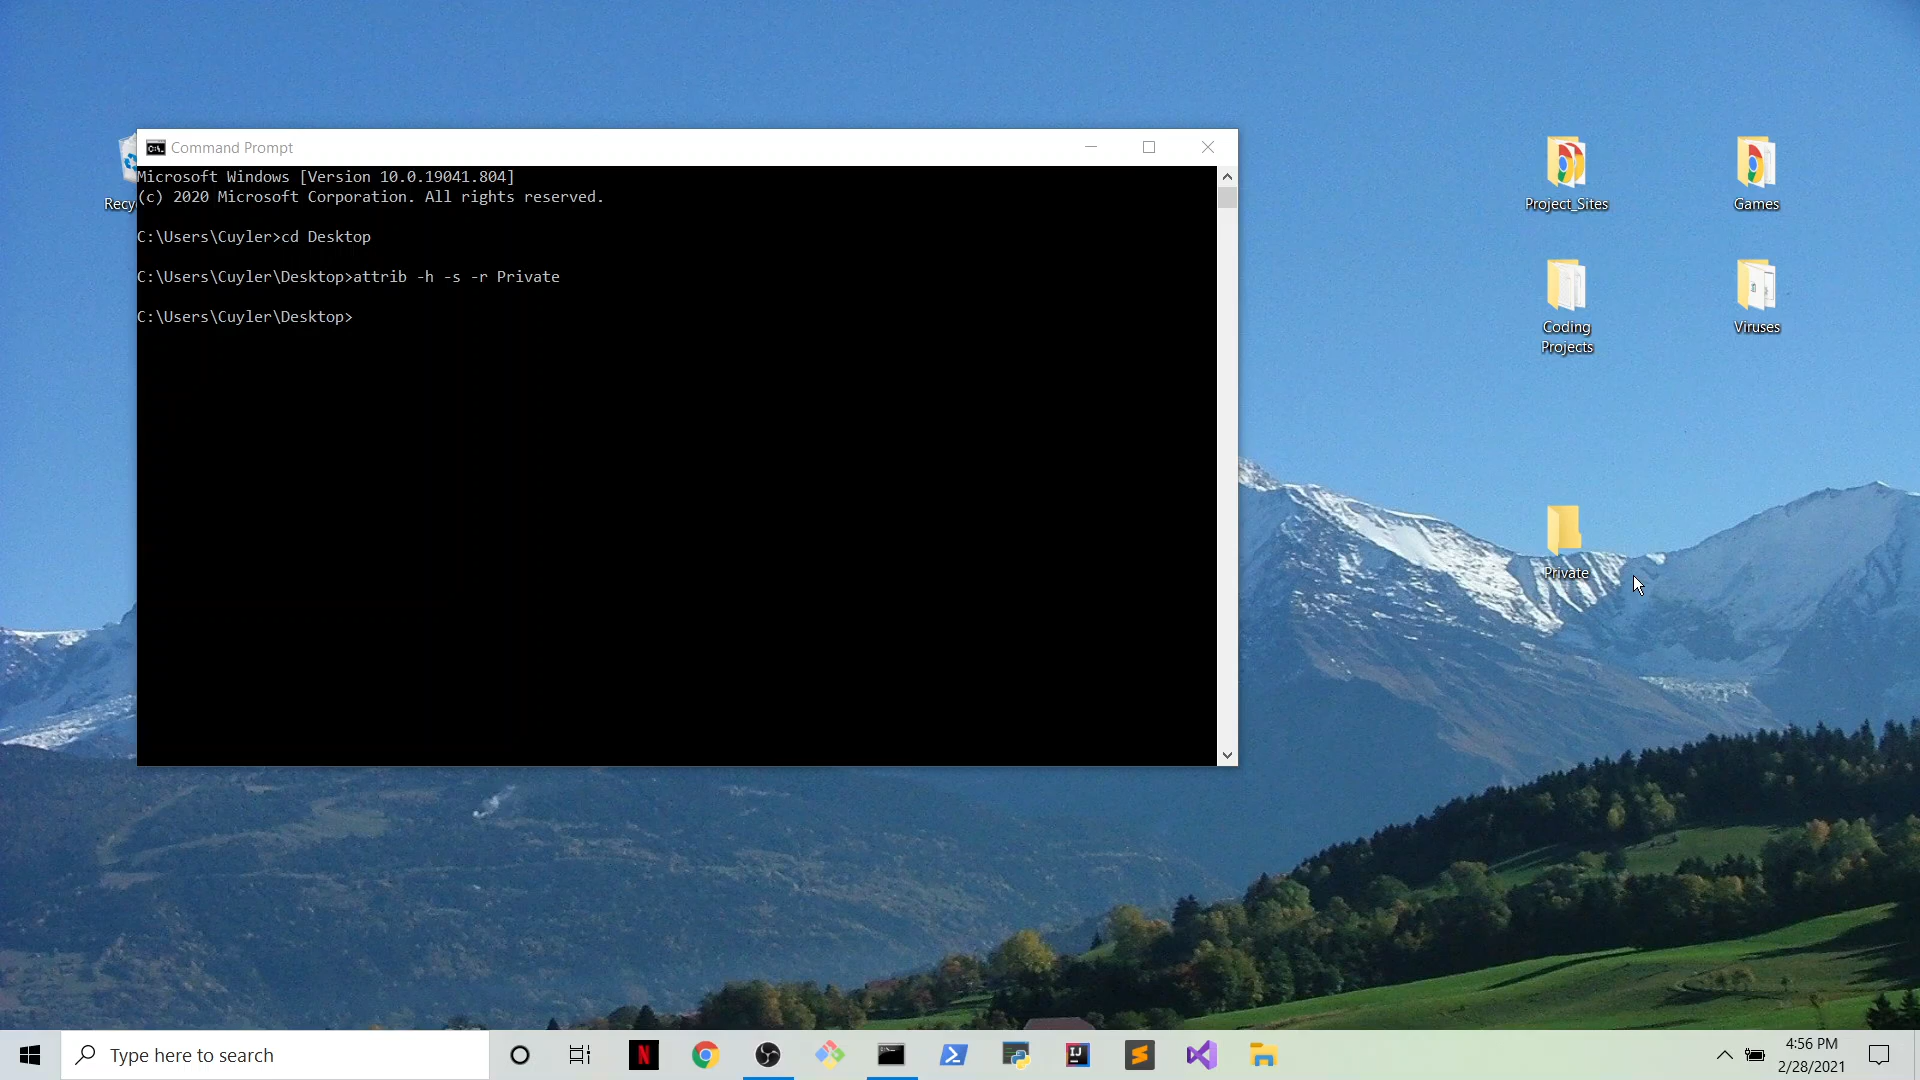 Command Prompt
Microsoft Windows [Version 10.0.19041.804]
(c) 2020 Microsoft Corporation. All rights reserved.
C:\Users\Cuyler>cd Desktop
C:\Users\Cuyler\Desktop>attrib -h -s -r Private
C:\Users\Cuyler\Desktop>
Recy
Project_Sites
Games
Coding
Projects
Viruses
Private
Type here to search
4:56 PM
2/28/2021